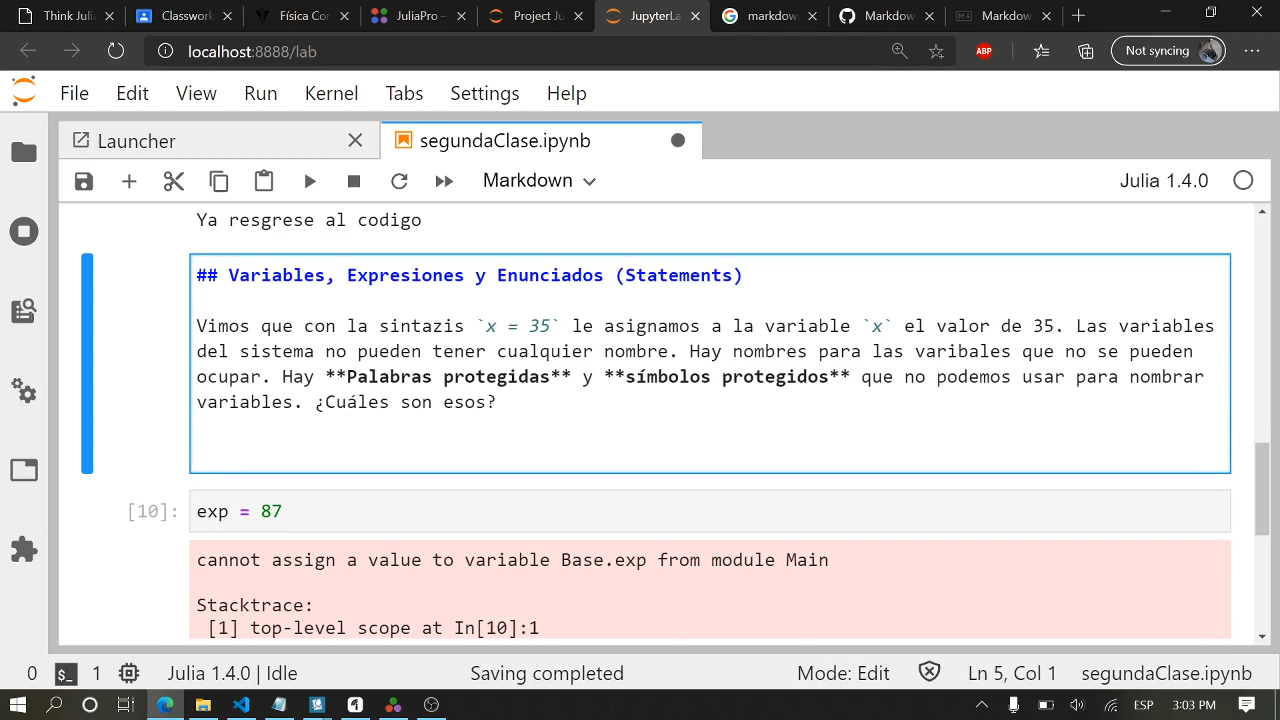 Think Julia
Classwork
Física Cor
JuliaPro –
Project Ju
JupyterLa
markdow
Markdow
Markdow
localhost:8888/lab
ABP
Not syncing
File Edit View Run Kernel Tabs Settings Help
Launcher
segundaClase.ipynb
Markdown
Julia 1.4.0
Ya resgrese al codigo
## Variables, Expresiones y Enunciados (Statements)
Vimos que con la sintazis `x = 35` le asignamos a la variable `x` el valor de 35. Las variables
del sistema no pueden tener cualquier nombre. Hay nombres para las varibales que no se pueden
ocupar. Hay **Palabras protegidas** y **símbolos protegidos** que no podemos usar para nombrar
variables. ¿Cuáles son esos?
[10]: exp = 87
cannot assign a value to variable Base.exp from module Main
Stacktrace:
[1] top-level scope at In[10]:1
0 $_ 1 Julia 1.4.0 | Idle Saving completed Mode: Edit Ln 5, Col 1 segundaClase.ipynb
ESP 3:03 PM